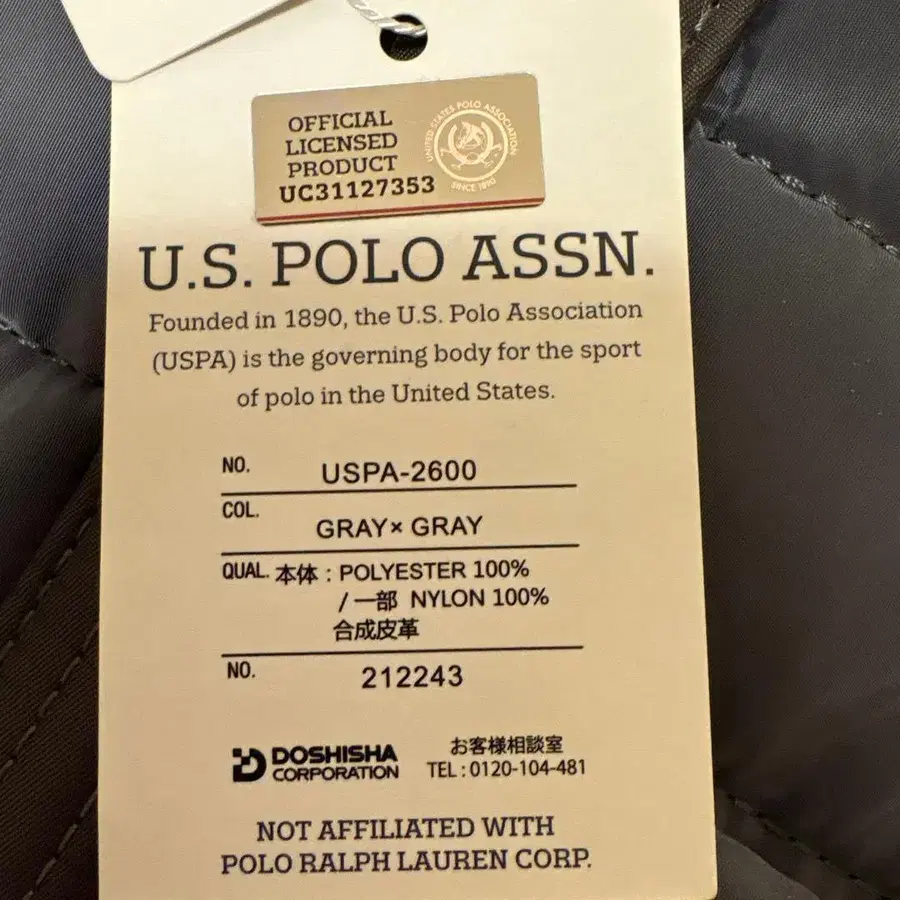 OFFICIAL
LICENSED
PRODUCT
UC31127353
UNITED STATES POLO ASSOCIATION
SINCE 1890
U.S. POLO ASSN.
Founded in 1890, the U.S. Polo Association
(USPA) is the governing body for the sport
of polo in the United States.
NO. USPA-2600
COL. GRAY× GRAY
QUAL. 本体 : POLYESTER 100%
/ 一部 NYLON 100%
合成皮革
NO. 212243
DOSHISHA
CORPORATION
お客様相談室
TEL : 0120-104-481
NOT AFFILIATED WITH
POLO RALPH LAUREN CORP.